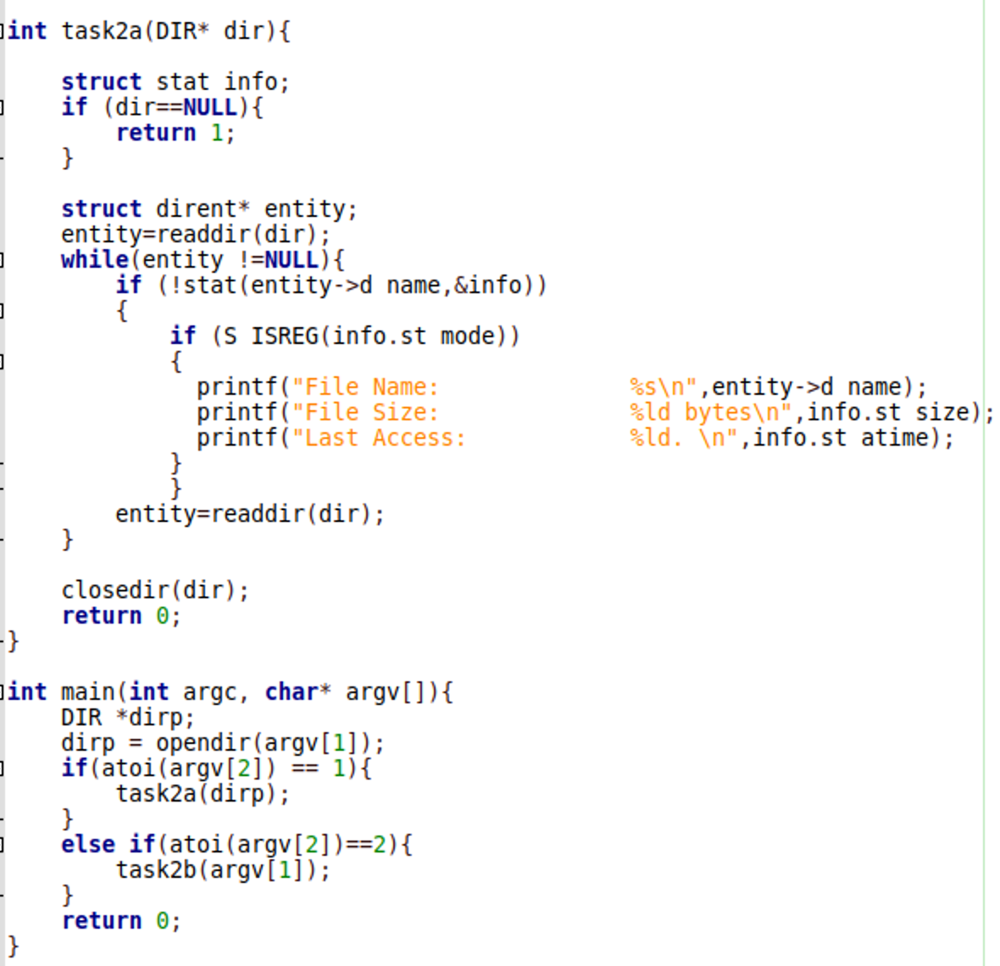 int task2a(DIR* dir){
struct stat info;
if (dir==NULL){
return 1;
}
struct dirent* entity;
entity=readdir(dir);
while(entity !=NULL){
if (!stat(entity->d name,&info))
{
if (S ISREG(info.st mode))
{
printf("File Name:              %s\n",entity->d name);
printf("File Size:              %ld bytes\n",info.st size);
printf("Last Access:            %ld. \n",info.st atime);
}
}
entity=readdir(dir);
}
closedir(dir);
return 0;
}
int main(int argc, char* argv[]){
DIR *dirp;
dirp = opendir(argv[1]);
if(atoi(argv[2]) == 1){
task2a(dirp);
}
else if(atoi(argv[2])==2){
task2b(argv[1]);
}
return 0;
}